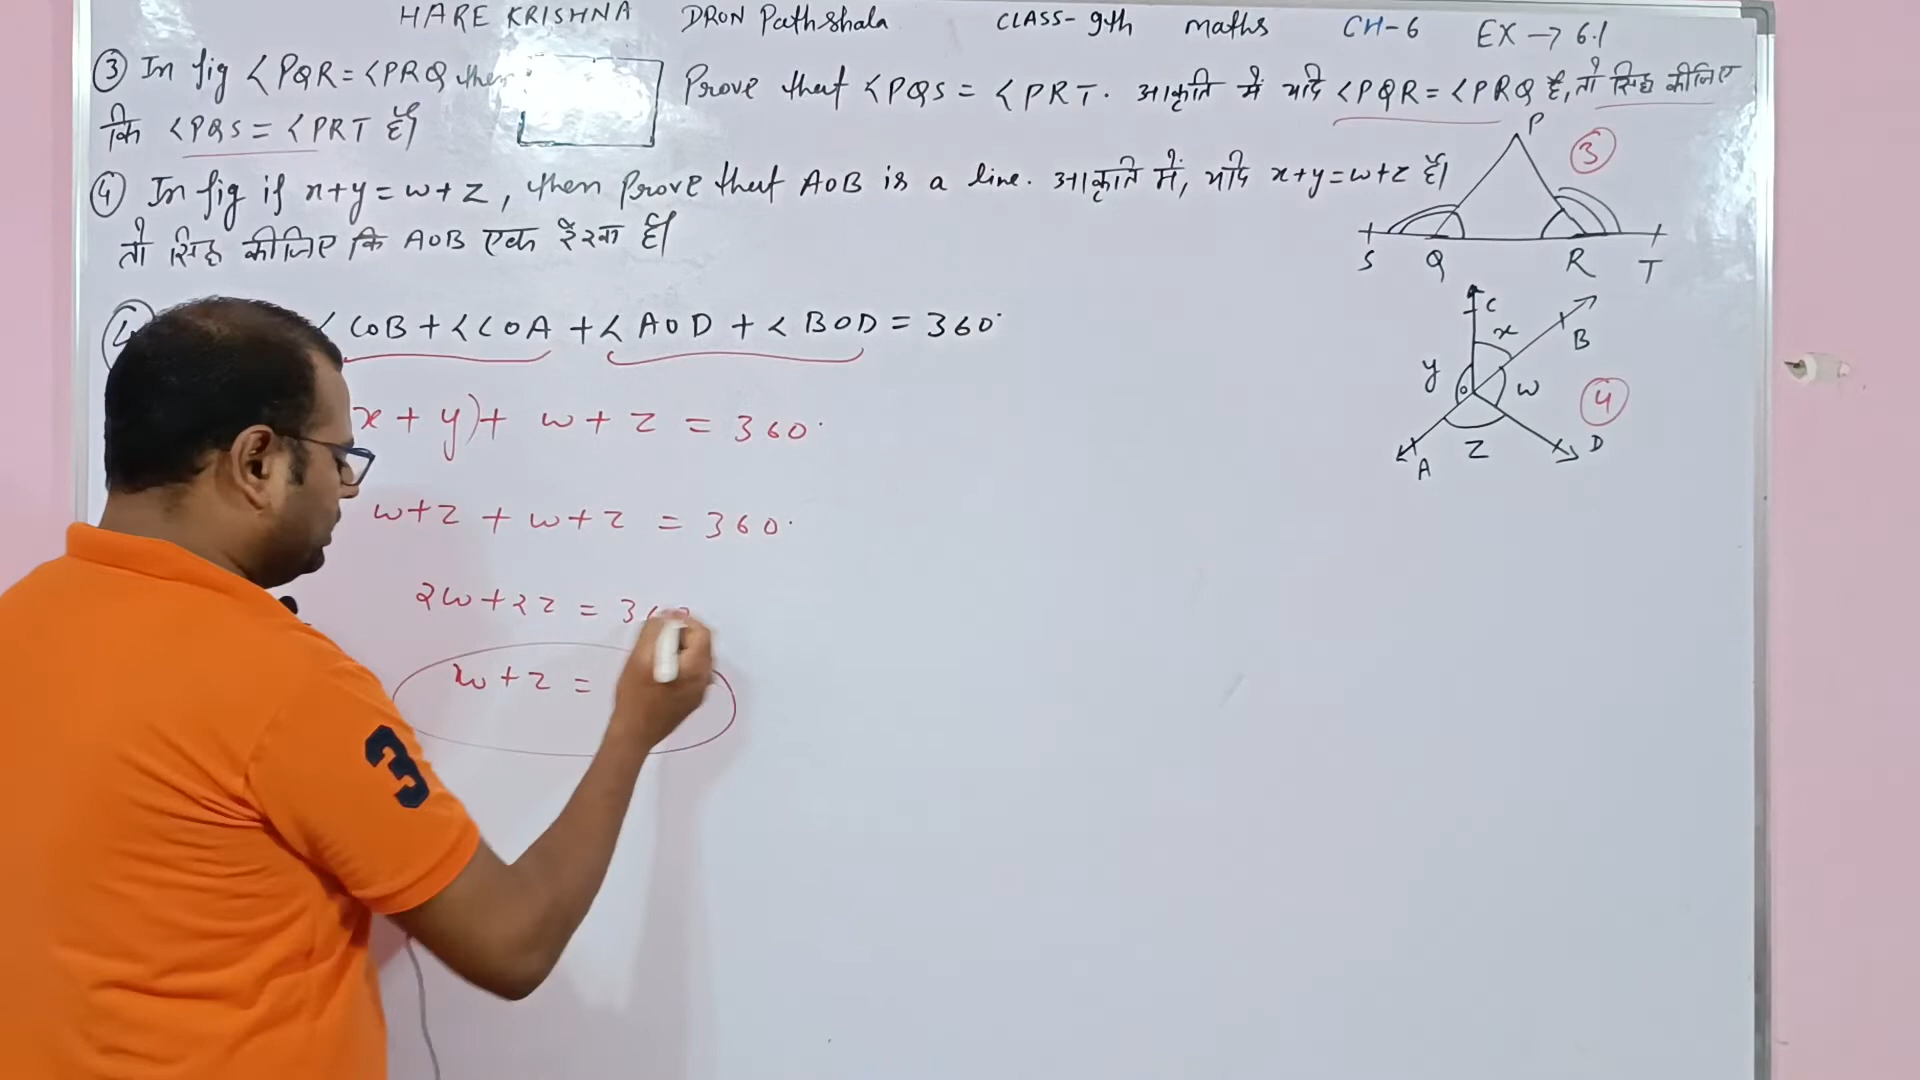 HARE KRISHNA DRON Pathshala CLASS- 9th maths CH-6 EX → 6.1
③ In fig <PQR = <PRQ then Prove that <PQS = <PRT. आकृति में यदि <PQR = <PRQ है, तो सिद्ध कीजिए
कि <PQS = <PRT है।
④ In fig if x+y = w+z, then Prove that AOB is a line. आकृति में, यदि x+y = w+z है।
तो सिद्ध कीजिए कि AOB एक रेखा है।
P
③
S Q R T
C
x
B
y
O
w
④
A
Z
D
< COB + <COA + < AOD + < BOD = 360°
x + y) + w + z = 360°
w+z + w+z = 360°
2w+2z =
w+z =
3